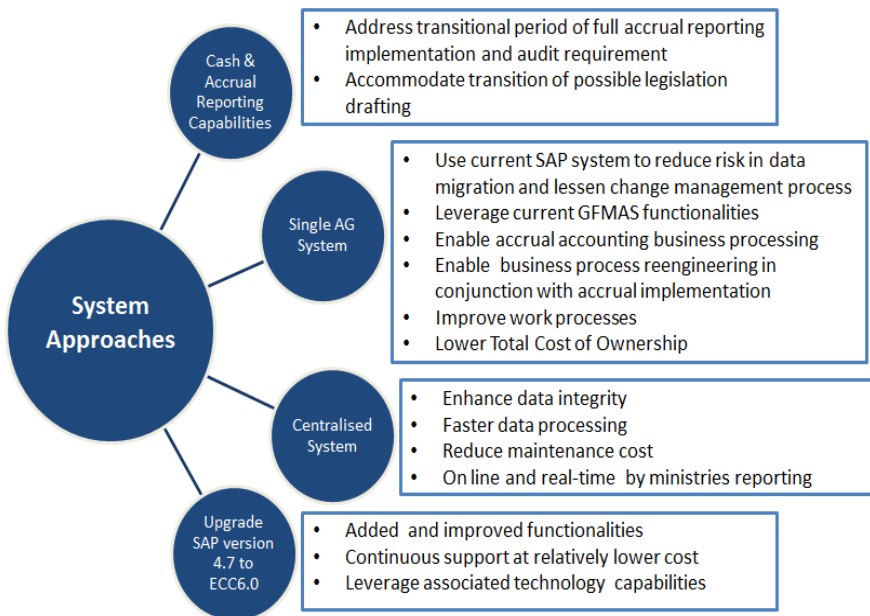 System
Approaches
Cash &
Accrual
Reporting
Capabilities
• Address transitional period of full accrual reporting
implementation and audit requirement
• Accommodate transition of possible legislation
drafting
Single AG
System
• Use current SAP system to reduce risk in data
migration and lessen change management process
• Leverage current GFMAS functionalities
• Enable accrual accounting business processing
• Enable business process reengineering in
conjunction with accrual implementation
• Improve work processes
• Lower Total Cost of Ownership
Centralised
System
• Enhance data integrity
• Faster data processing
• Reduce maintenance cost
• On line and real-time by ministries reporting
Upgrade
SAP version
4.7 to
ECC6.0
• Added and improved functionalities
• Continuous support at relatively lower cost
• Leverage associated technology capabilities